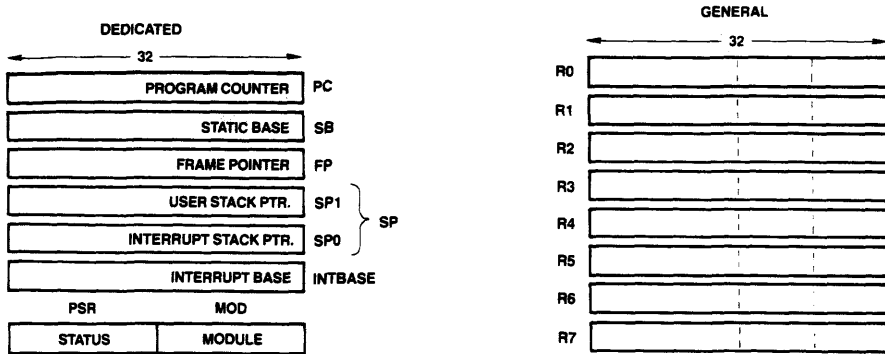 DEDICATED
32
PROGRAM COUNTER PC
STATIC BASE SB
FRAME POINTER FP
USER STACK PTR. SP1
SP
INTERRUPT STACK PTR. SP0
INTERRUPT BASE INTBASE
PSR MOD
STATUS MODULE
GENERAL
32
R0
R1
R2
R3
R4
R5
R6
R7